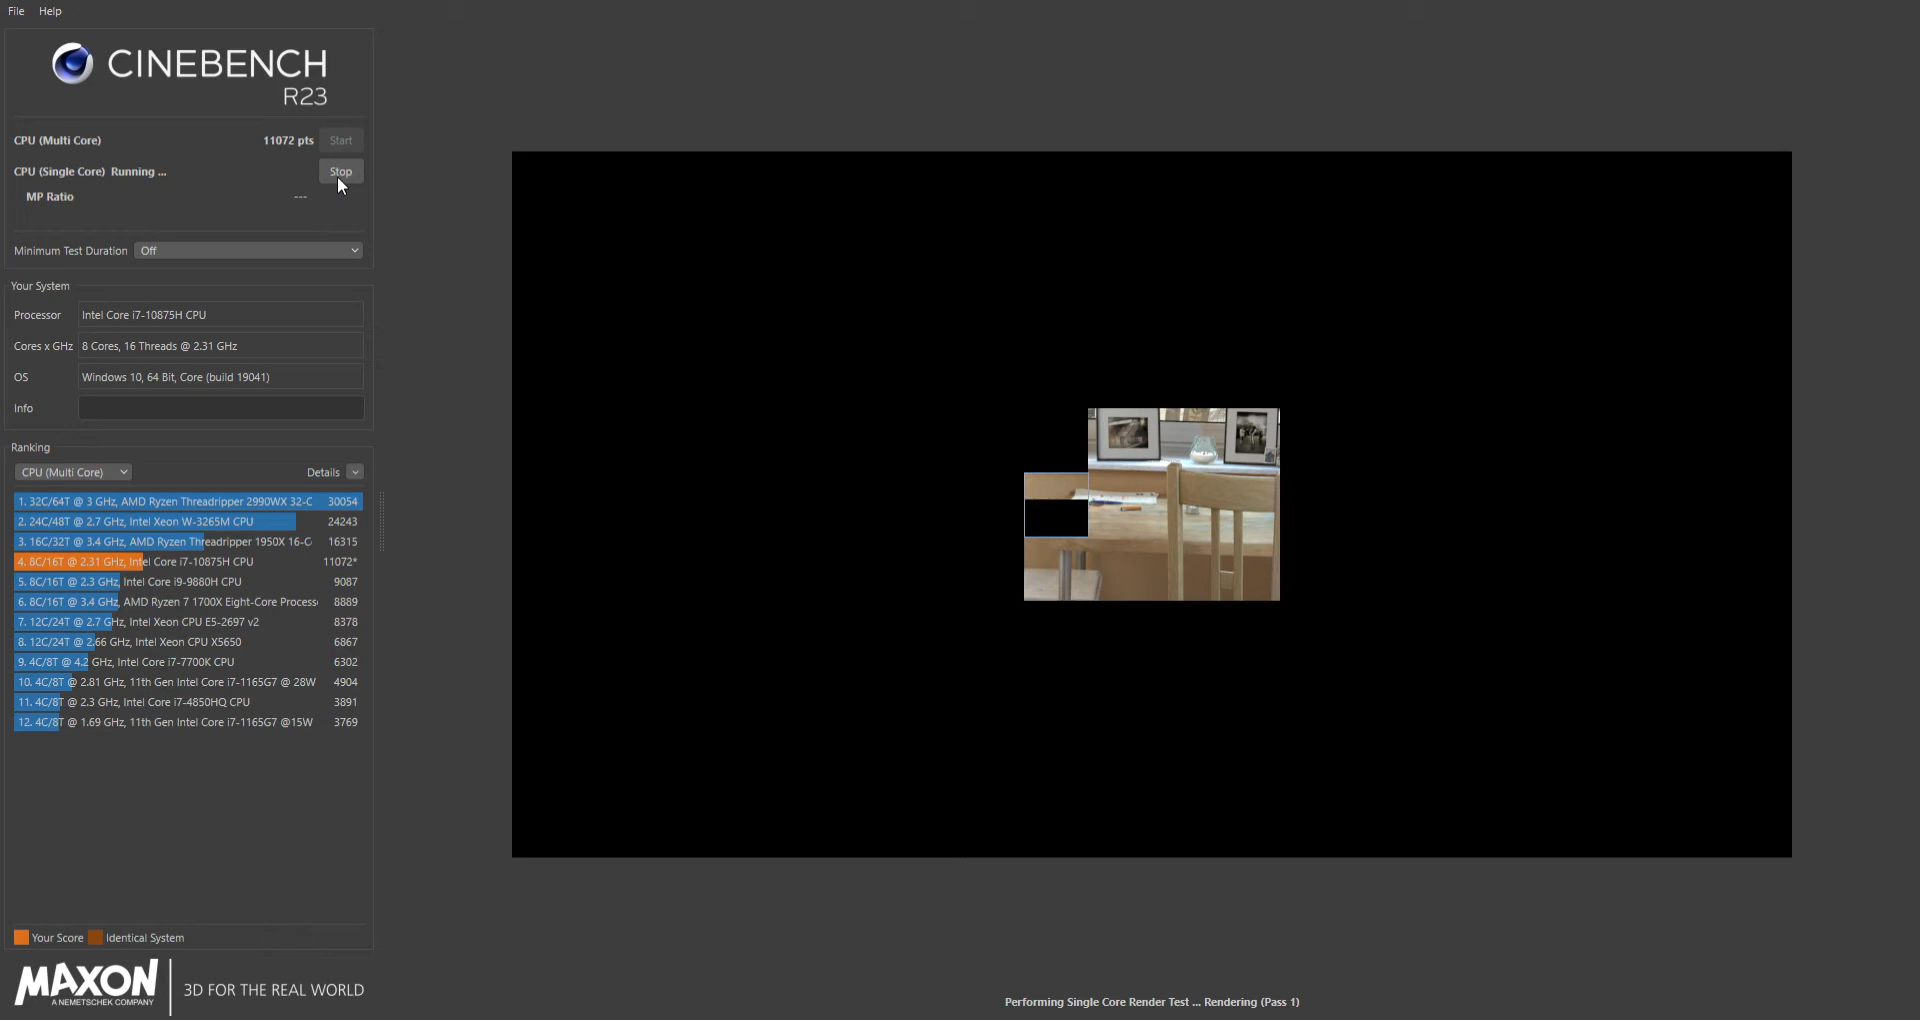 File Help
CINEBENCH
R23
CPU (Multi Core) 11072 pts Start
CPU (Single Core) Running ... Stop
MP Ratio ---
Minimum Test Duration Off
Your System
Processor Intel Core i7-10875H CPU
Cores x GHz 8 Cores, 16 Threads @ 2.31 GHz
OS Windows 10, 64 Bit, Core (build 19041)
Info
Ranking
CPU (Multi Core) Details
1. 32C/64T @ 3 GHz, AMD Ryzen Threadripper 2990WX 32-C 30054
2. 24C/48T @ 2.7 GHz, Intel Xeon W-3265M CPU 24243
3. 16C/32T @ 3.4 GHz, AMD Ryzen Threadripper 1950X 16-C 16315
4. 8C/16T @ 2.31 GHz, Intel Core i7-10875H CPU 11072*
5. 8C/16T @ 2.3 GHz, Intel Core i9-9880H CPU 9087
6. 8C/16T @ 3.4 GHz, AMD Ryzen 7 1700X Eight-Core Process 8889
7. 12C/24T @ 2.7 GHz, Intel Xeon CPU E5-2697 v2 8378
8. 12C/24T @ 2.66 GHz, Intel Xeon CPU X5650 6867
9. 4C/8T @ 4.2 GHz, Intel Core i7-7700K CPU 6302
10. 4C/8T @ 2.81 GHz, 11th Gen Intel Core i7-1165G7 @ 28W 4904
11. 4C/8T @ 2.3 GHz, Intel Core i7-4850HQ CPU 3891
12. 4C/8T @ 1.69 GHz, 11th Gen Intel Core i7-1165G7 @15W 3769
Your Score Identical System
MAXON
A NEMETSCHEK COMPANY
3D FOR THE REAL WORLD
Performing Single Core Render Test ... Rendering (Pass 1)